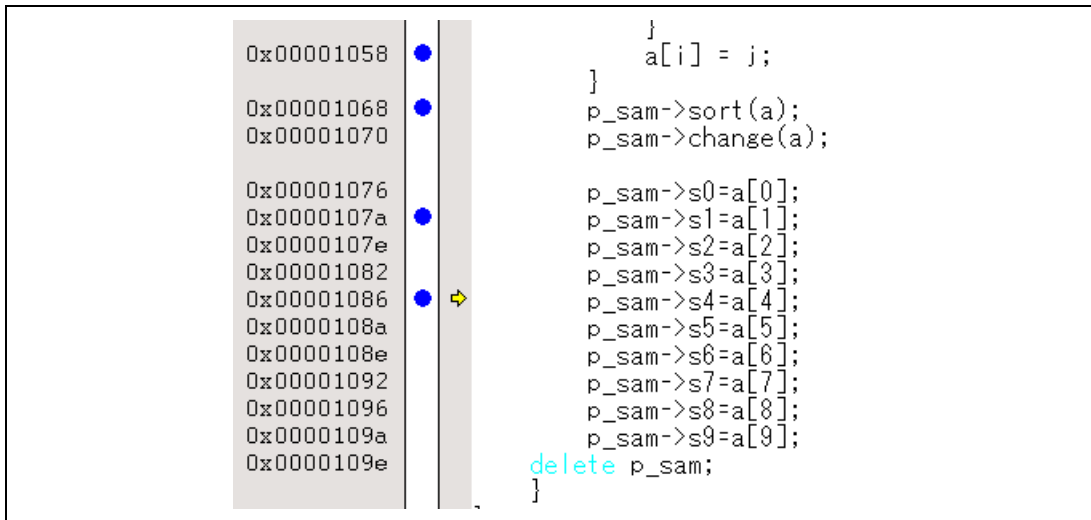 }
0x00001058 a[i] = j;
}
0x00001068 p_sam->sort(a);
0x00001070 p_sam->change(a);
0x00001076 p_sam->s0=a[0];
0x0000107a p_sam->s1=a[1];
0x0000107e p_sam->s2=a[2];
0x00001082 p_sam->s3=a[3];
0x00001086 p_sam->s4=a[4];
0x0000108a p_sam->s5=a[5];
0x0000108e p_sam->s6=a[6];
0x00001092 p_sam->s7=a[7];
0x00001096 p_sam->s8=a[8];
0x0000109a p_sam->s9=a[9];
0x0000109e delete p_sam;
}